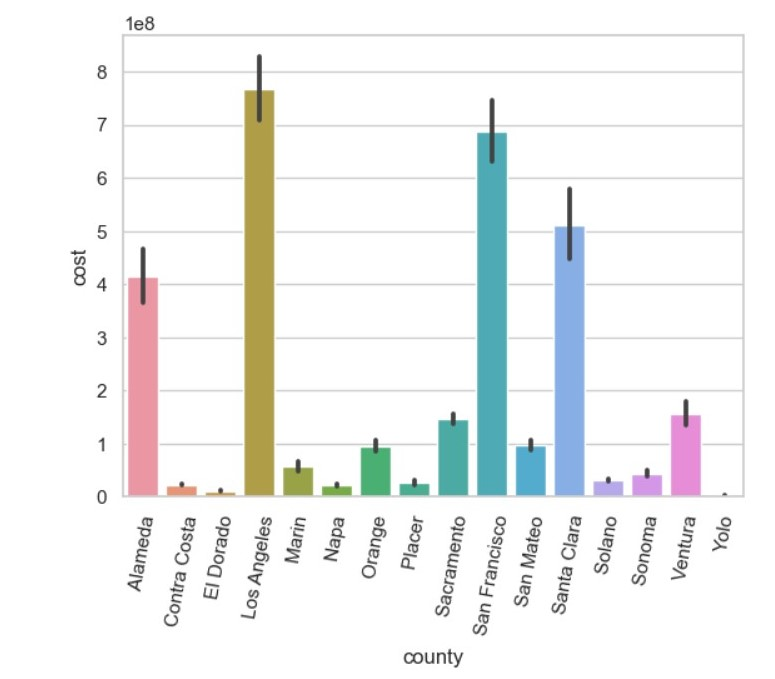 1e8
8
7
6
5
4
3
2
1
0
cost
Alameda
Contra Costa
El Dorado
Los Angeles
Marin
Napa
Orange
Placer
Sacramento
San Francisco
San Mateo
Santa Clara
Solano
Sonoma
Ventura
Yolo
county